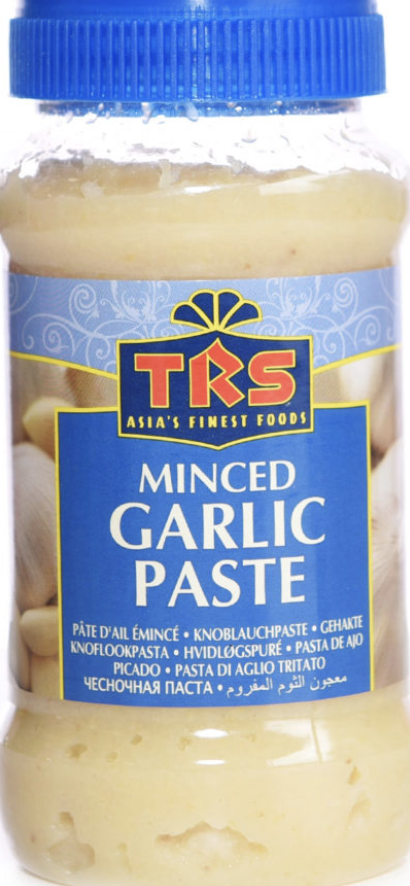 TRS
ASIA'S FINEST FOODS
MINCED
GARLIC
PASTE
PÂTE D'AIL ÉMINCÉ • KNOBLAUCHPASTE • GEHAKTE
KNOFLOOKPASTA • HVIDLØGSPURÉ • PASTA DE AJO
PICADO • PASTA DI AGLIO TRITATO
ЧЕСНОЧНАЯ ПАСТА • معجون الثوم المفروم